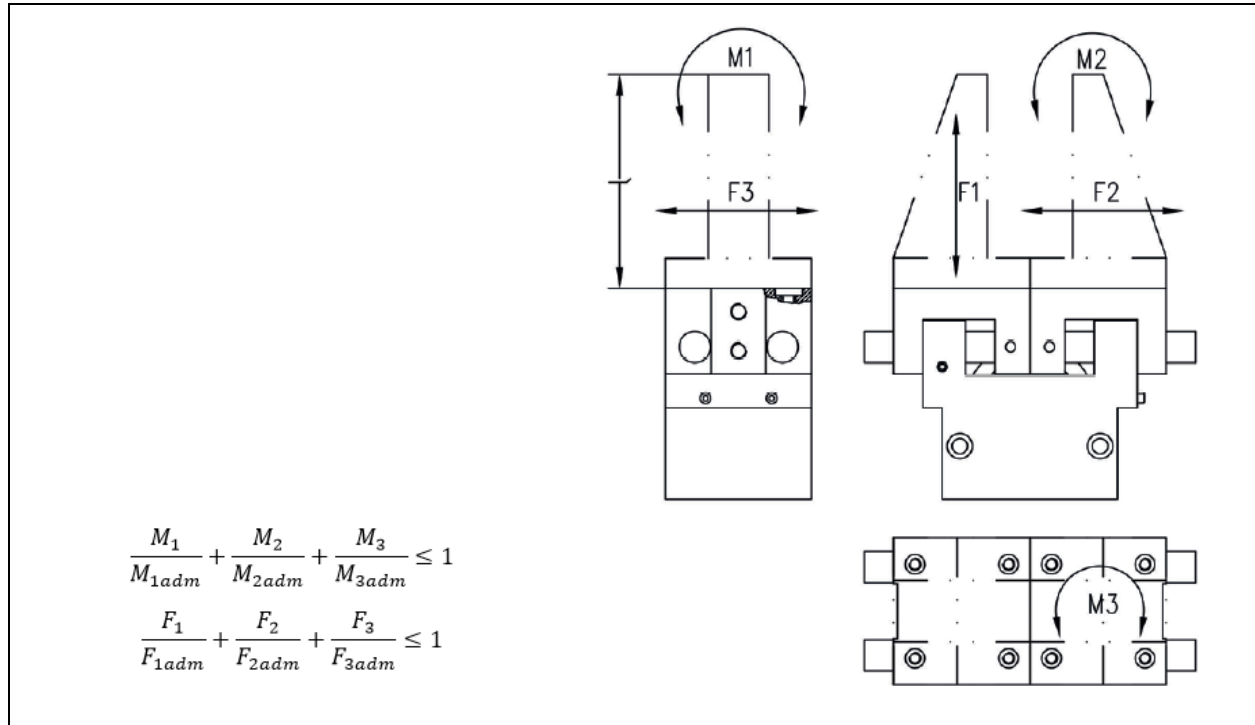 M1
M2
F3
F1
F2
M3
M₁/M₁adm + M₂/M₂adm + M₃/M₃adm ≤ 1
F₁/F₁adm + F₂/F₂adm + F₃/F₃adm ≤ 1